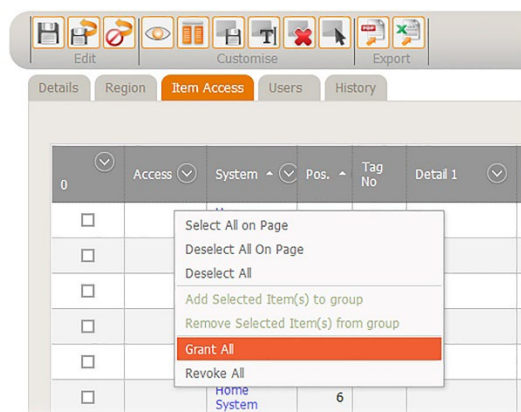 Edit Customise Export
Details Region Item Access Users History
0 Access System Pos. Tag No Detail 1
Select All on Page
Deselect All On Page
Deselect All
Add Selected Item(s) to group
Remove Selected Item(s) from group
Grant All
Revoke All
Home
System 6